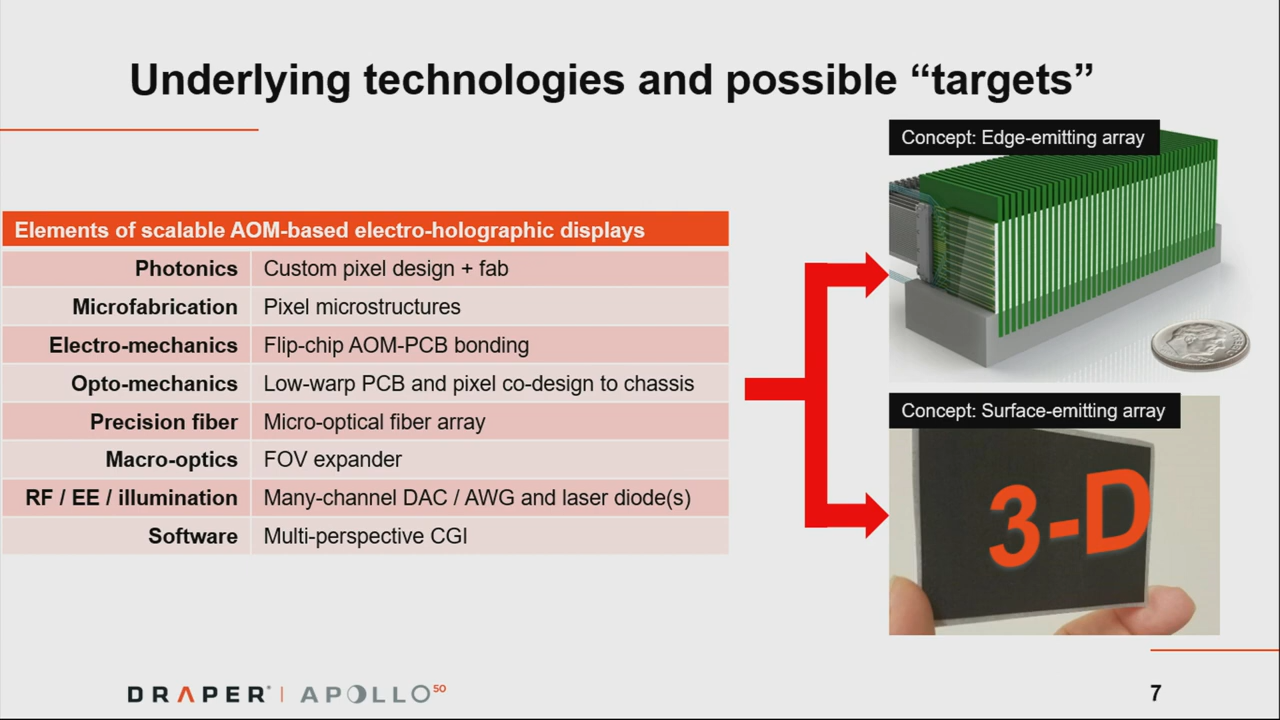 Underlying technologies and possible “targets”
Concept: Edge-emitting array
Elements of scalable AOM-based electro-holographic displays
Photonics Custom pixel design + fab
Microfabrication Pixel microstructures
Electro-mechanics Flip-chip AOM-PCB bonding
Opto-mechanics Low-warp PCB and pixel co-design to chassis
Precision fiber Micro-optical fiber array
Macro-optics FOV expander
RF / EE / illumination Many-channel DAC / AWG and laser diode(s)
Software Multi-perspective CGI
Concept: Surface-emitting array
3-D
DRAPER® | APOLLO50
7